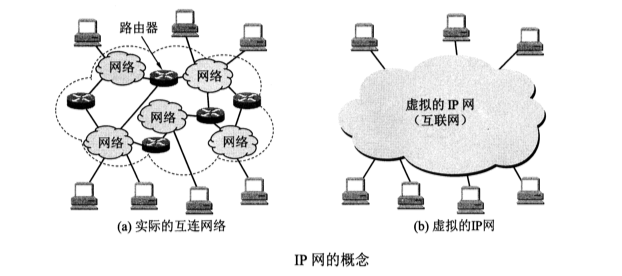 路由器
网络
网络
网络
网络
网络
(a) 实际的互连网络
虚拟的 IP 网
（互联网）
(b) 虚拟的IP网
IP 网的概念